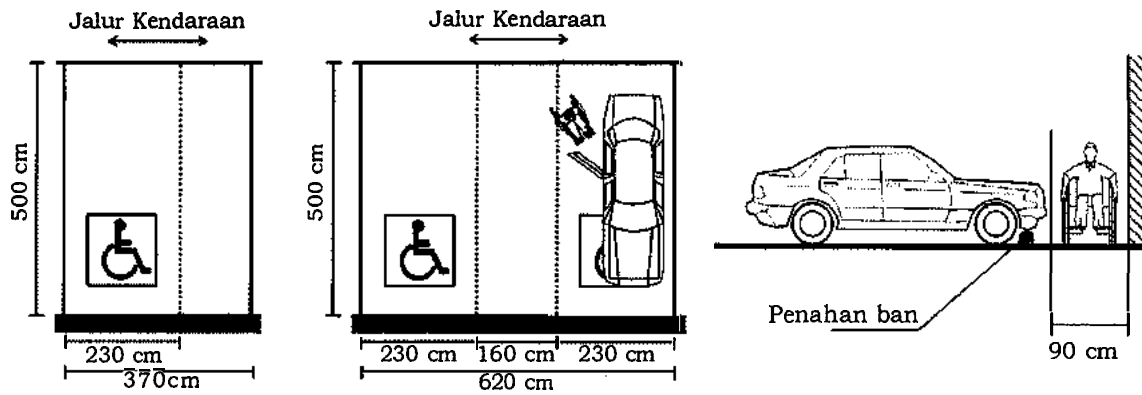 Jalur Kendaraan
500 cm
230 cm
370cm
Jalur Kendaraan
500 cm
230 cm
160 cm
230 cm
620 cm
Penahan ban
90 cm